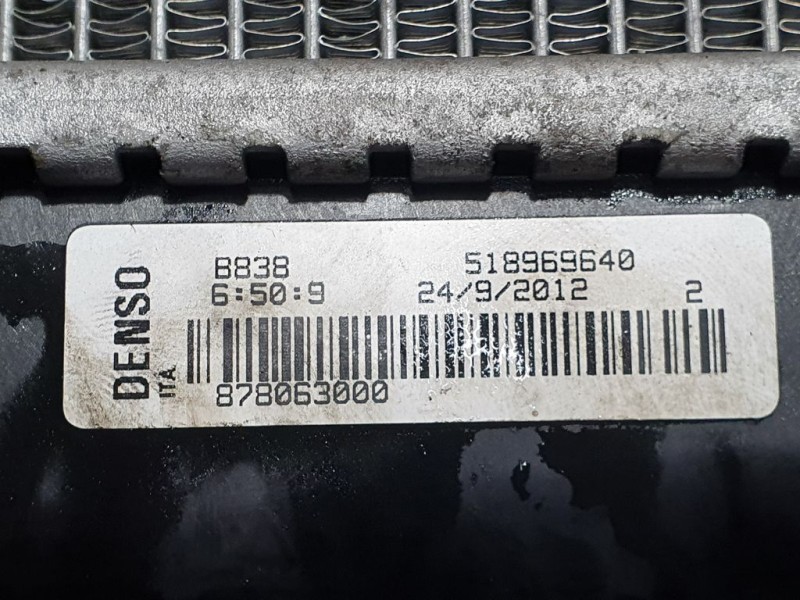 DENSO
ITA
B838 518969640
6:50:9 24/9/2012 2
878063000